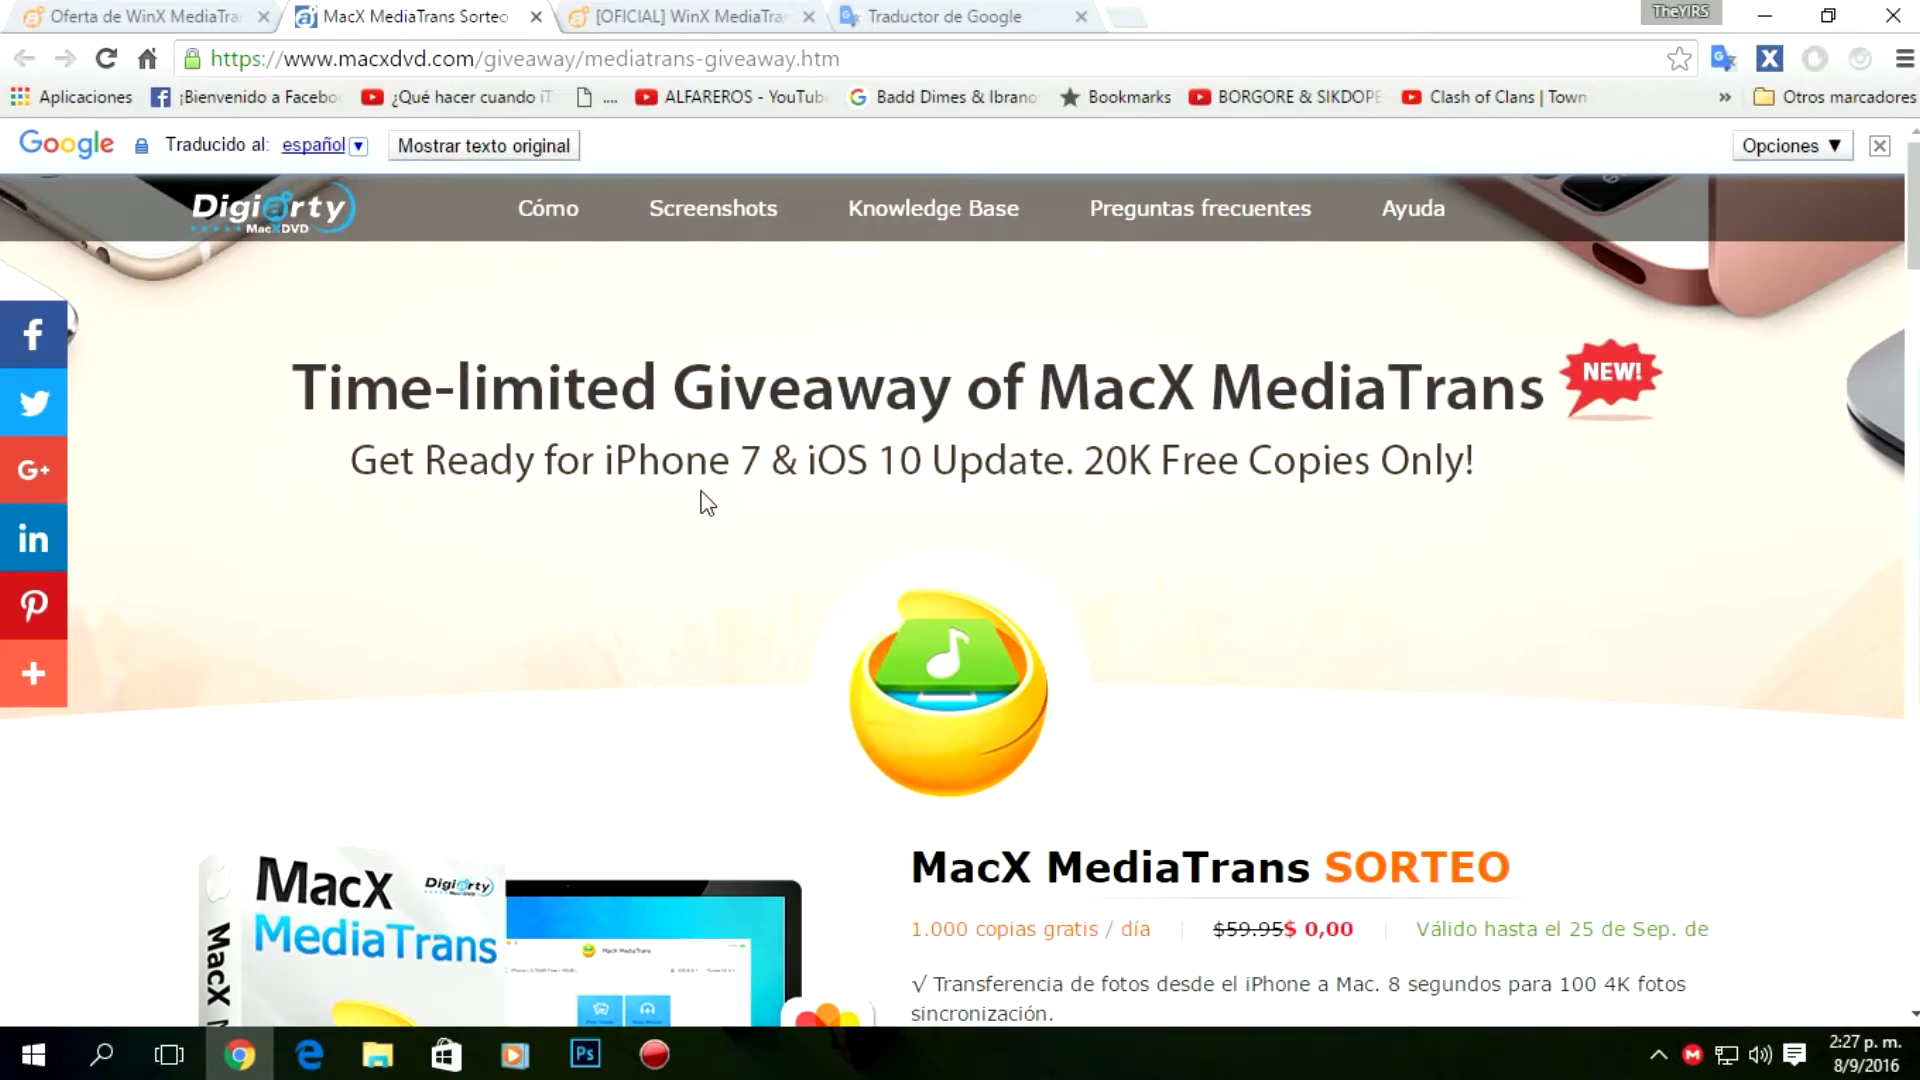 Oferta de WinX MediaTra
MacX MediaTrans Sorteo
[OFICIAL] WinX MediaTra
Traductor de Google
TheYIRS
https://www.macxdvd.com/giveaway/mediatrans-giveaway.htm
Aplicaciones
¡Bienvenido a Facebo
¿Qué hacer cuando iT
....
ALFAREROS - YouTub
Badd Dimes & Ibrano
Bookmarks
BORGORE & SIKDOPE
Clash of Clans | Town
»
Otros marcadores
Google
Traducido al: español
Mostrar texto original
Opciones ▼
Digiarty
MacXDVD
Cómo
Screenshots
Knowledge Base
Preguntas frecuentes
Ayuda
Time-limited Giveaway of MacX MediaTrans
NEW!
Get Ready for iPhone 7 & iOS 10 Update. 20K Free Copies Only!
MacX MediaTrans SORTEO
1.000 copias gratis / día
$59.95$ 0,00
Válido hasta el 25 de Sep. de
√ Transferencia de fotos desde el iPhone a Mac. 8 segundos para 100 4K fotos
sincronización.
MacX
MediaTrans
Digiarty
MacX
MacX MediaTrans
Ps
2:27 p. m.
8/9/2016